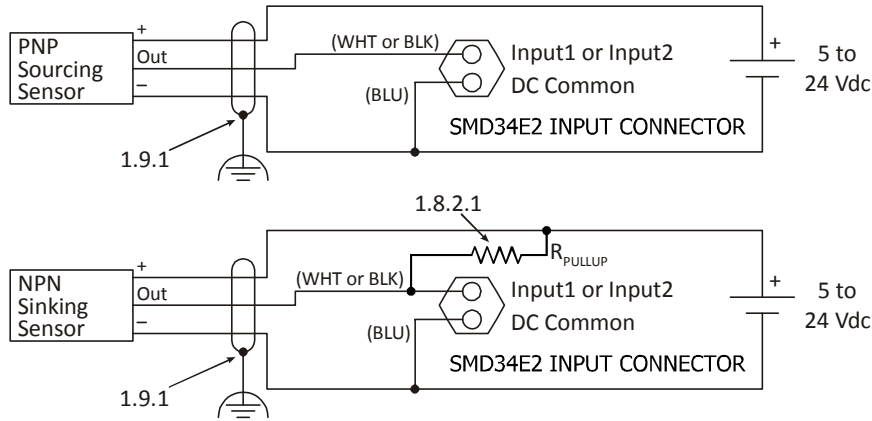 PNP
Sourcing
Sensor
+
Out
–
(WHT or BLK)
(BLU)
Input1 or Input2
DC Common
SMD34E2 INPUT CONNECTOR
+
5 to
24 Vdc
1.9.1
1.8.2.1
R PULLUP
NPN
Sinking
Sensor
+
Out
–
(WHT or BLK)
(BLU)
Input1 or Input2
DC Common
SMD34E2 INPUT CONNECTOR
+
5 to
24 Vdc
1.9.1